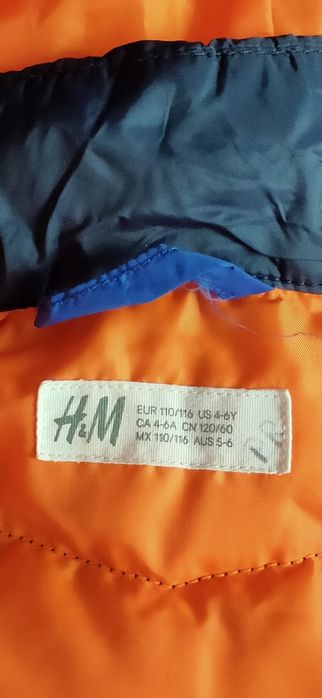 H&M
EUR 110/116 US 4-6Y
CA 4-6A CN 120/60
MX 110/116 AUS 5-6